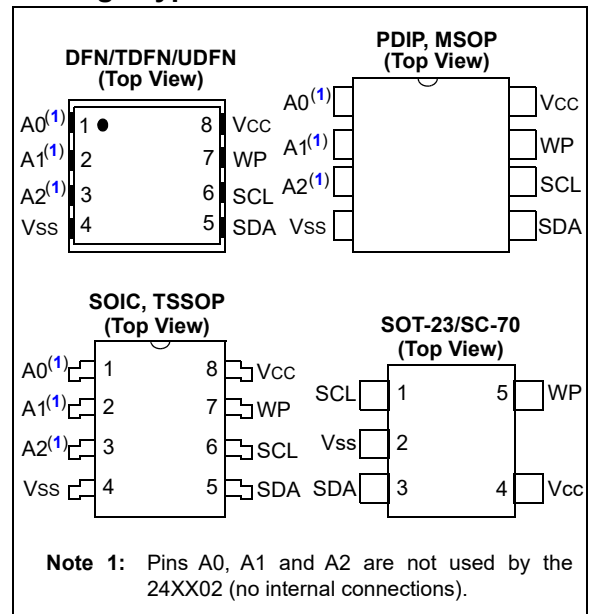 DFN/TDFN/UDFN
(Top View)
A0(1) 1 8 VCC
A1(1) 2 7 WP
A2(1) 3 6 SCL
VSS 4 5 SDA
PDIP, MSOP
(Top View)
A0(1) VCC
A1(1) WP
A2(1) SCL
VSS SDA
SOIC, TSSOP
(Top View)
A0(1) 1 8 VCC
A1(1) 2 7 WP
A2(1) 3 6 SCL
VSS 4 5 SDA
SOT-23/SC-70
(Top View)
SCL 1 5 WP
Vss 2
SDA 3 4 Vcc
Note 1: Pins A0, A1 and A2 are not used by the
24XX02 (no internal connections).